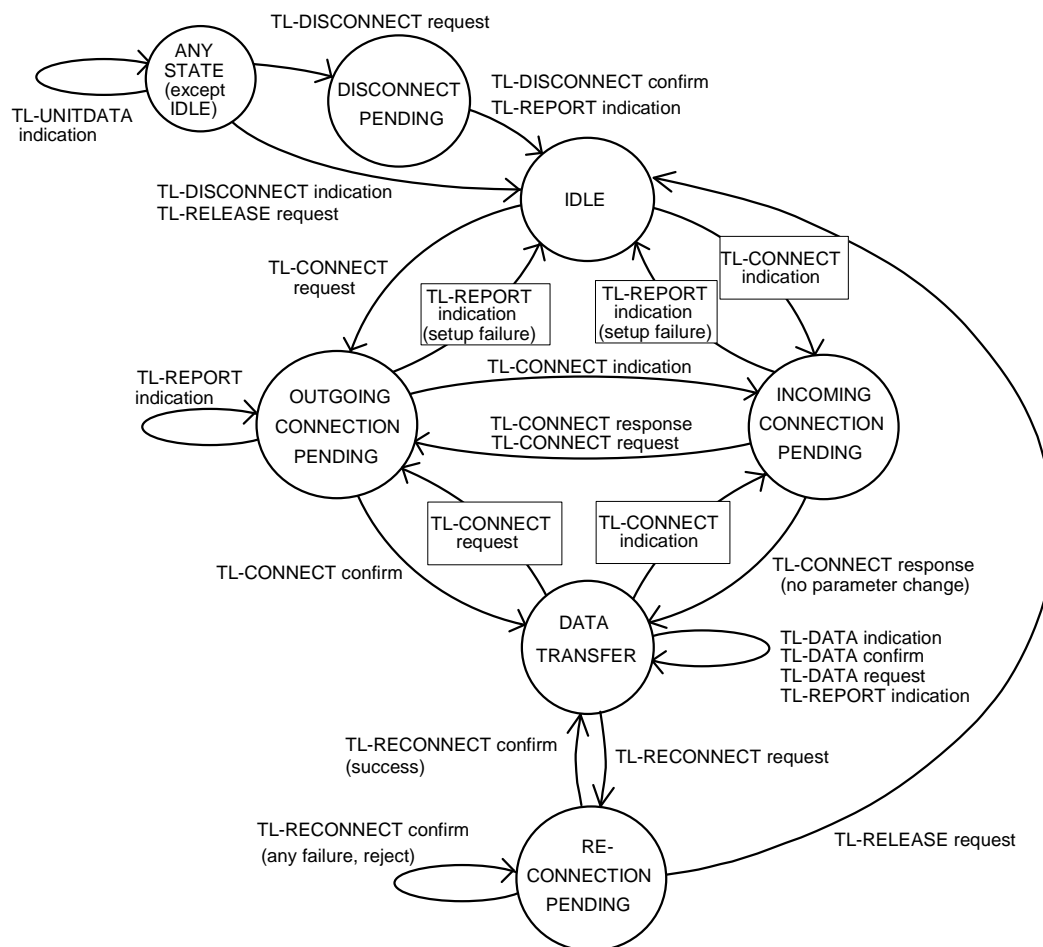 TL-DISCONNECT request
ANY
STATE
(except
IDLE)
TL-UNITDATA
indication
DISCONNECT
PENDING
TL-DISCONNECT confirm
TL-REPORT indication
TL-DISCONNECT indication
TL-RELEASE request
IDLE
TL-CONNECT
request
TL-REPORT
indication
(setup failure)
TL-REPORT
indication
(setup failure)
TL-CONNECT
indication
TL-REPORT
indication
OUTGOING
CONNECTION
PENDING
TL-CONNECT indication
TL-CONNECT response
TL-CONNECT request
INCOMING
CONNECTION
PENDING
TL-CONNECT
request
TL-CONNECT
indication
TL-CONNECT confirm
TL-CONNECT response
(no parameter change)
DATA
TRANSFER
TL-DATA indication
TL-DATA confirm
TL-DATA request
TL-REPORT indication
TL-RECONNECT confirm
(success)
TL-RECONNECT request
TL-RECONNECT confirm
(any failure, reject)
RE-
CONNECTION
PENDING
TL-RELEASE request